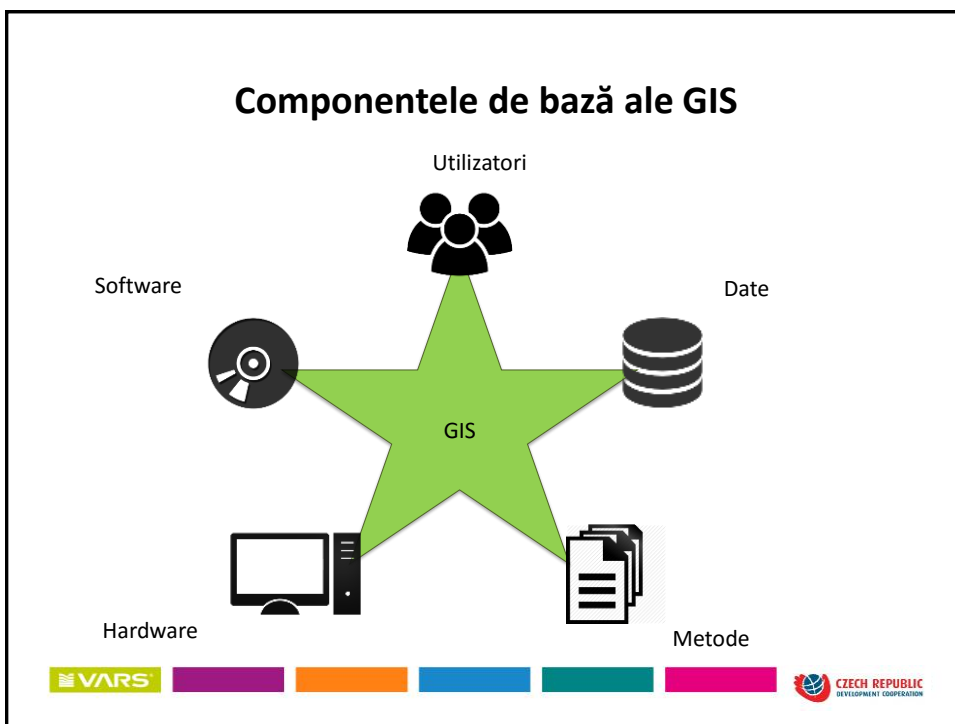 Componentele de bază ale GIS
Utilizatori
Software
Date
GIS
Hardware
Metode
VARS
CZECH REPUBLIC
DEVELOPMENT COOPERATION